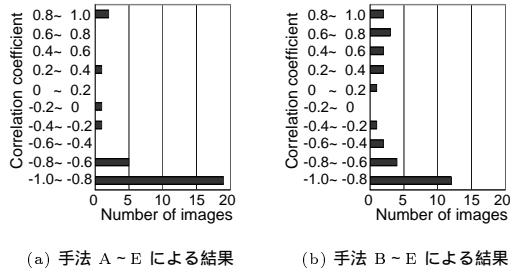 Correlation coefficient
0.8~ 1.0
0.6~ 0.8
0.4~ 0.6
0.2~ 0.4
0 ~ 0.2
-0.2~ 0
-0.4~ -0.2
-0.6~ -0.4
-0.8~ -0.6
-1.0~ -0.8
0 5 10 15 20
Number of images
(a) 手法 A ~ E による結果
Correlation coefficient
0.8~ 1.0
0.6~ 0.8
0.4~ 0.6
0.2~ 0.4
0 ~ 0.2
-0.2~ 0
-0.4~ -0.2
-0.6~ -0.4
-0.8~ -0.6
-1.0~ -0.8
0 5 10 15 20
Number of images
(b) 手法 B ~ E による結果